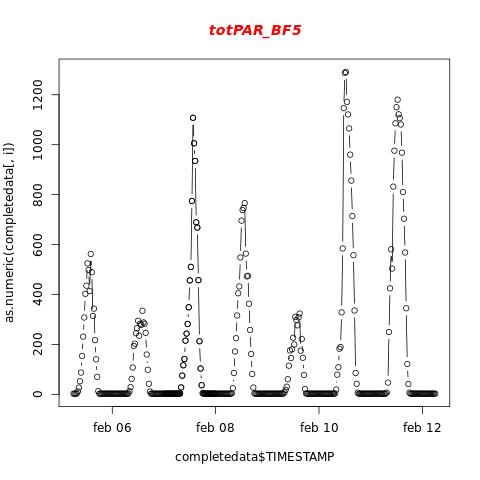 totPAR_BF5
as.numeric(completedata[, i])
1200
1000
800
600
400
200
0
feb 06 feb 08 feb 10 feb 12
completedata$TIMESTAMP